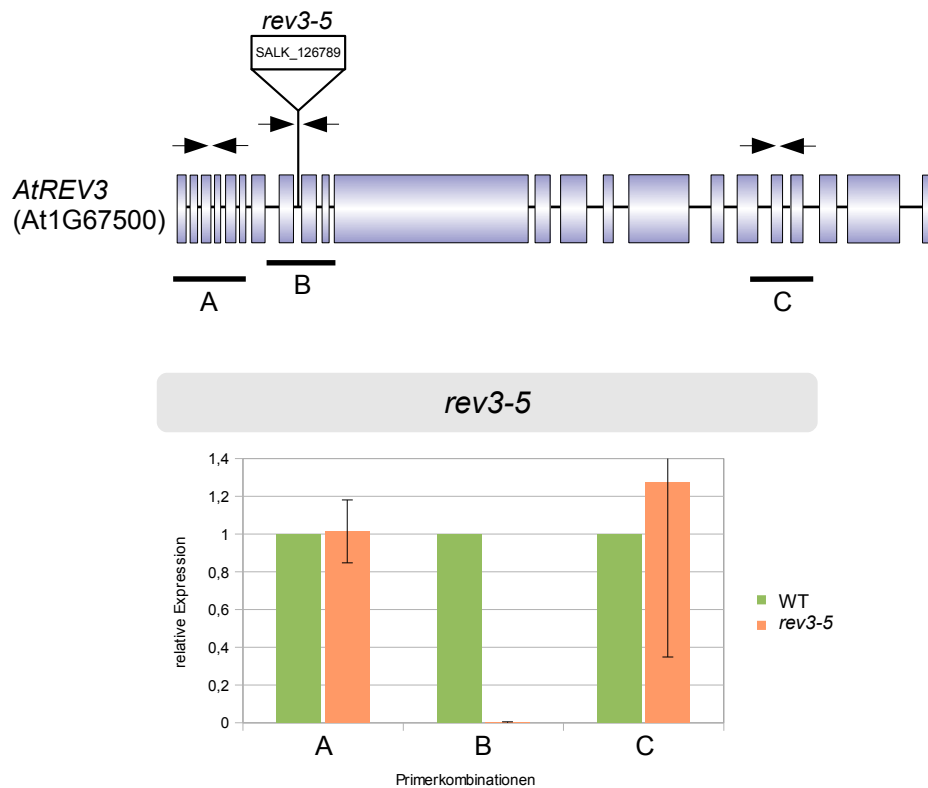 rev3-5
SALK_126789
AtREV3
(At1G67500)
A
B
C
rev3-5
1,4
1,2
1
0,8
0,6
0,4
0,2
0
relative Expression
A
B
C
Primerkombinationen
WT
rev3-5